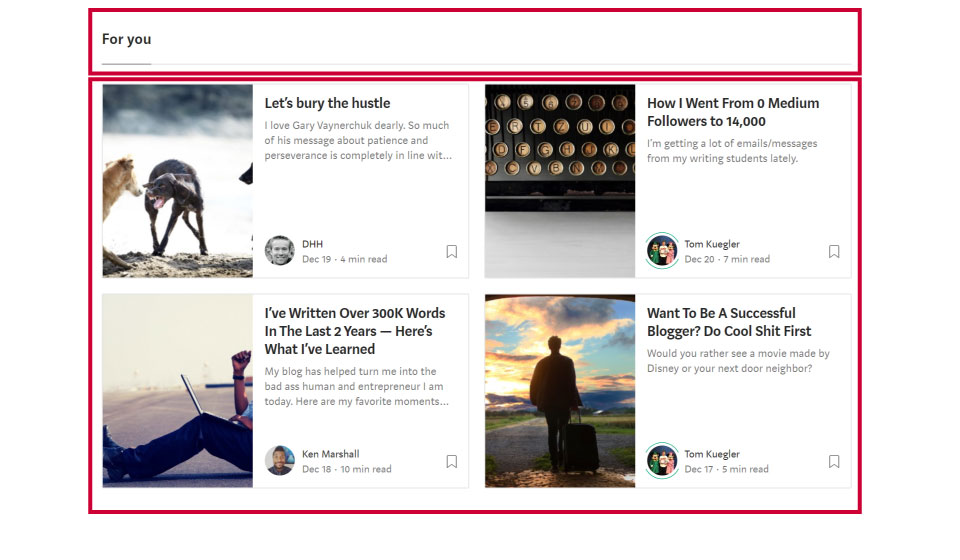 For you
Let's bury the hustle
I love Gary Vaynerchuk dearly. So much
of his message about patience and
perseverance is completely in line wit…
DHH
Dec 19 · 4 min read
How I Went From 0 Medium
Followers to 14,000
I'm getting a lot of emails/messages
from my writing students lately.
Tom Kuegler
Dec 20 · 7 min read
I've Written Over 300K Words
In The Last 2 Years — Here's
What I've Learned
My blog has helped turn me into the
bad ass human and entrepreneur I am
today. Here are my favorite moments…
Ken Marshall
Dec 18 · 10 min read
Want To Be A Successful
Blogger? Do Cool Shit First
Would you rather see a movie made by
Disney or your next door neighbor?
Tom Kuegler
Dec 17 · 5 min read